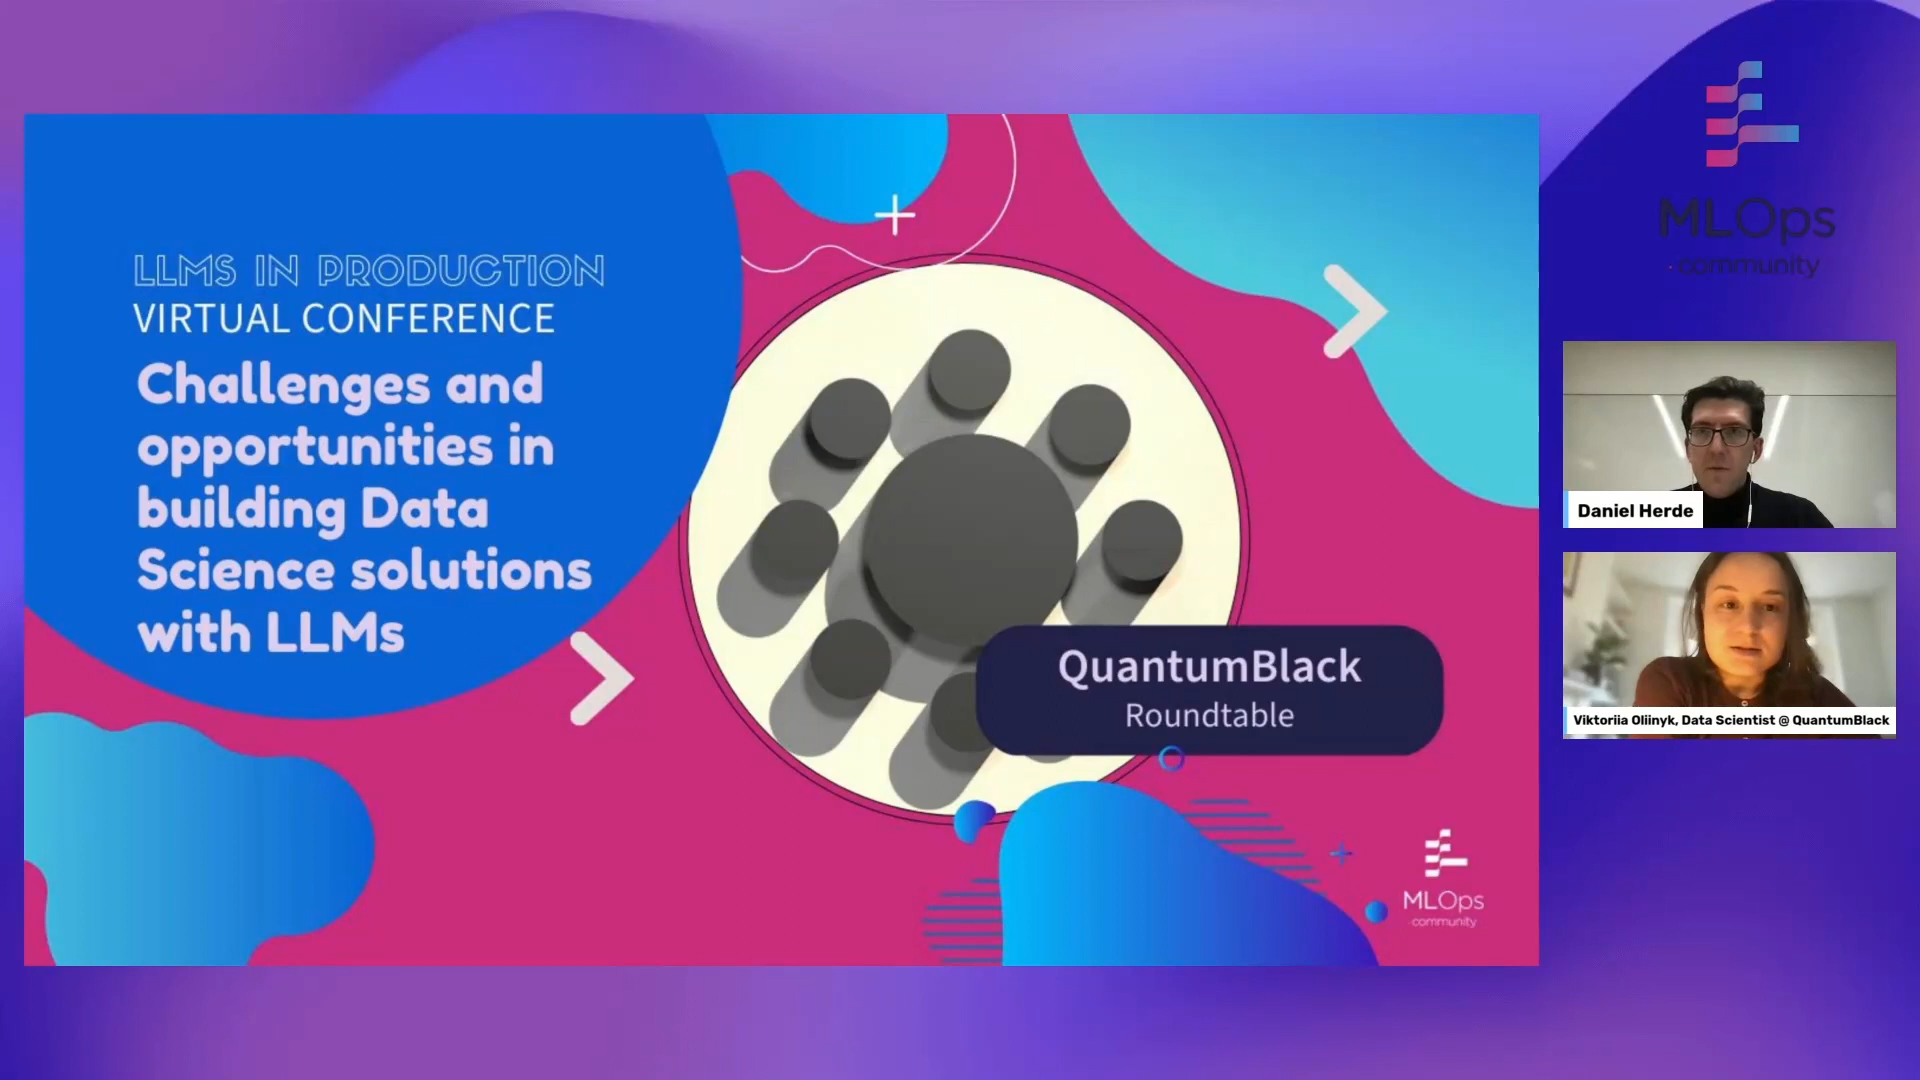 LLMS IN PRODUCTION
VIRTUAL CONFERENCE
Challenges and
opportunities in
building Data
Science solutions
with LLMs
QuantumBlack
Roundtable
MLOps
community
MLOps
community
Daniel Herde
Viktoriia Oliinyk, Data Scientist @ QuantumBlack